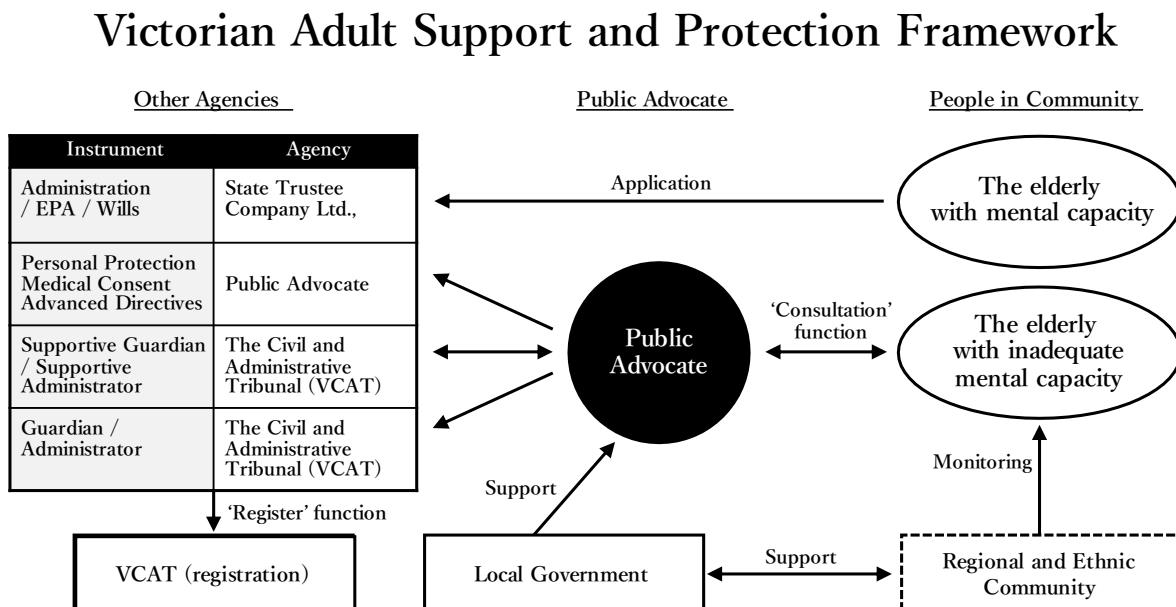 Victorian Adult Support and Protection Framework
Other Agencies
Public Advocate
People in Community
Instrument
Agency
Administration
/ EPA / Wills
State Trustee
Company Ltd.,
Personal Protection
Medical Consent
Advanced Directives
Public Advocate
Supportive Guardian
/ Supportive
Administrator
The Civil and
Administrative
Tribunal (VCAT)
Guardian /
Administrator
The Civil and
Administrative
Tribunal (VCAT)
‘Register’ function
VCAT (registration)
Application
Public
Advocate
‘Consultation’
function
Support
Local Government
Support
The elderly
with mental capacity
The elderly
with inadequate
mental capacity
Monitoring
Regional and Ethnic
Community